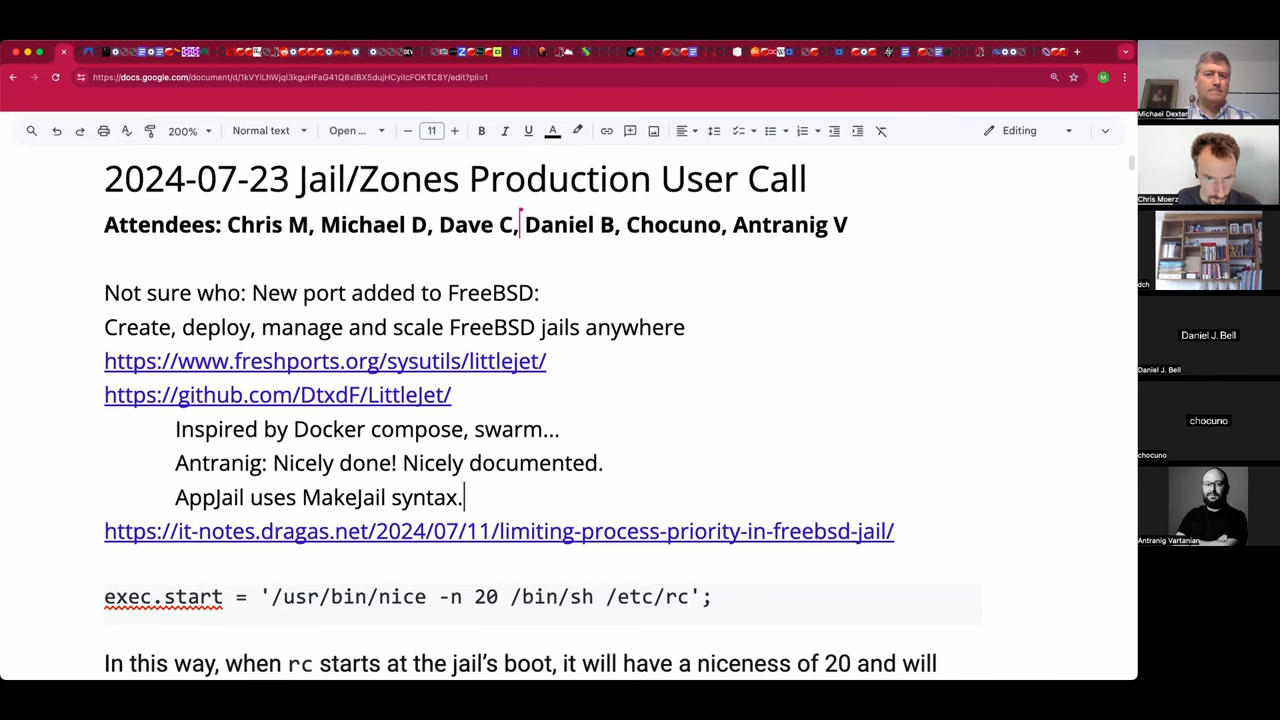 https://docs.google.com/document/d/1kVYiLhWjqI3kguHFaG41Q8xlBX5dujHCyiIcFOKTC8Y/edit?pli=1
M
200%
Normal text
Open ...
11
Editing
2024-07-23 Jail/Zones Production User Call
Attendees: Chris M, Michael D, Dave C, Daniel B, Chocuno, Antranig V
Not sure who: New port added to FreeBSD:
Create, deploy, manage and scale FreeBSD jails anywhere
https://www.freshports.org/sysutils/littlejet/
https://github.com/DtxdF/LittleJet/
Inspired by Docker compose, swarm...
Antranig: Nicely done! Nicely documented.
AppJail uses MakeJail syntax.
https://it-notes.dragas.net/2024/07/11/limiting-process-priority-in-freebsd-jail/
exec.start = '/usr/bin/nice -n 20 /bin/sh /etc/rc';
In this way, when rc starts at the jail’s boot, it will have a niceness of 20 and will
Michael Dexter
Chris Moerz
dch
Daniel J. Bell
Daniel J. Bell
chocuno
chocuno
Antranig Vartanian